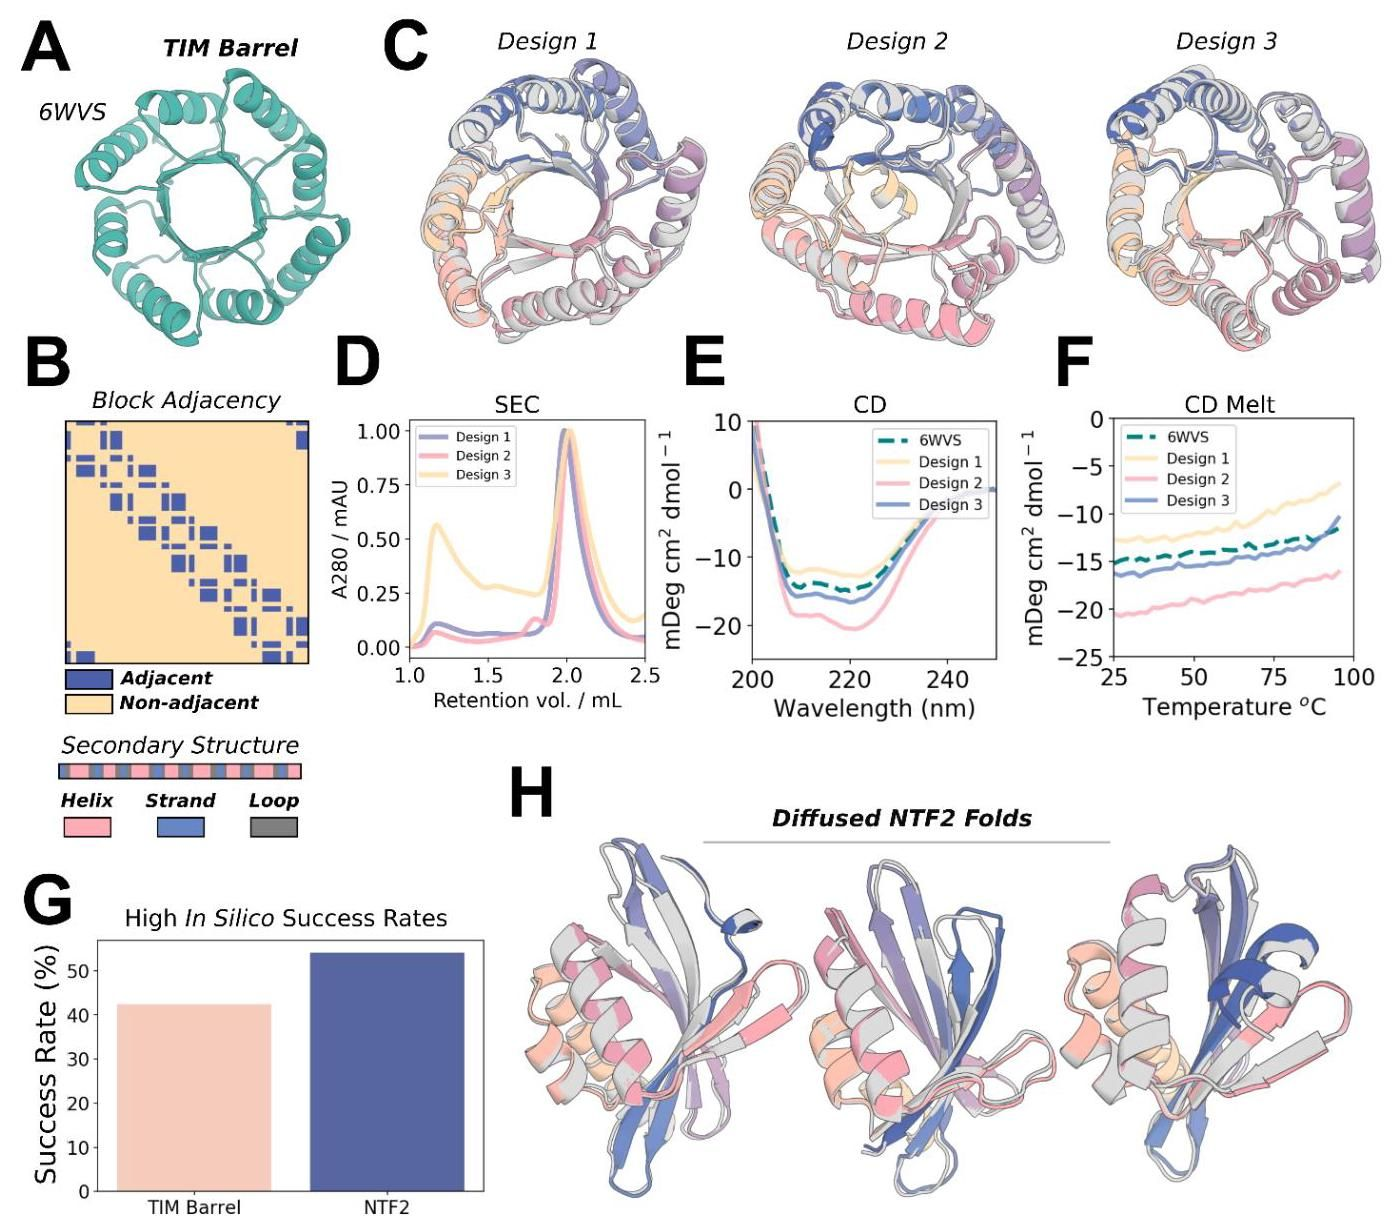 A
TIM Barrel
6WVS
C
Design 1
Design 2
Design 3
B
Block Adjacency
Adjacent
Non-adjacent
Secondary Structure
Helix
Strand
Loop
D
SEC
Design 1
Design 2
Design 3
1.00
0.75
0.50
0.25
0.00
A280 / mAU
1.0
1.5
2.0
2.5
Retention vol. / mL
E
CD
6WVS
Design 1
Design 2
Design 3
10
0
−10
−20
mDeg cm² dmol⁻¹
200
220
240
Wavelength (nm)
F
CD Melt
6WVS
Design 1
Design 2
Design 3
0
−5
−10
−15
−20
−25
mDeg cm² dmol⁻¹
25
50
75
100
Temperature °C
G
High In Silico Success Rates
50
40
30
20
10
0
Success Rate (%)
TIM Barrel
NTF2
H
Diffused NTF2 Folds